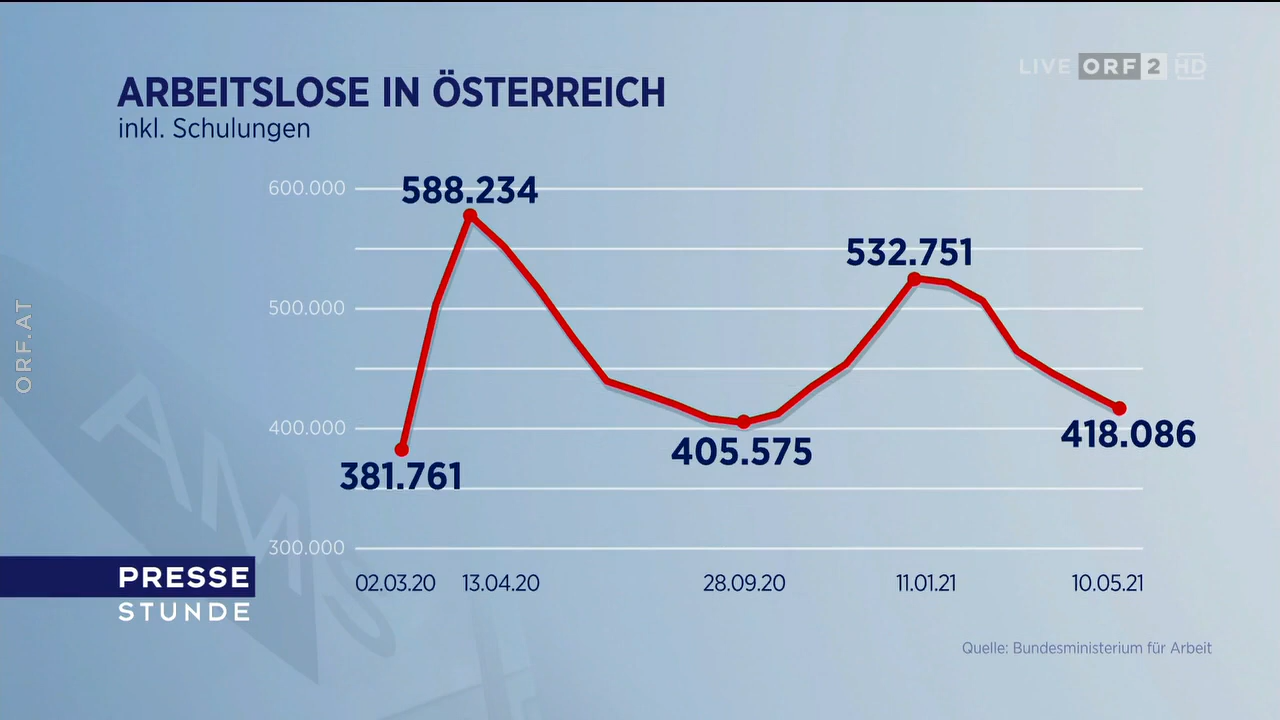 LIVE ORF 2 HD
ARBEITSLOSE IN ÖSTERREICH
inkl. Schulungen
600.000
588.234
532.751
500.000
ORF.AT
400.000
418.086
405.575
381.761
AMS
300.000
PRESSE
STUNDE
02.03.20 13.04.20 28.09.20 11.01.21 10.05.21
Quelle: Bundesministerium für Arbeit